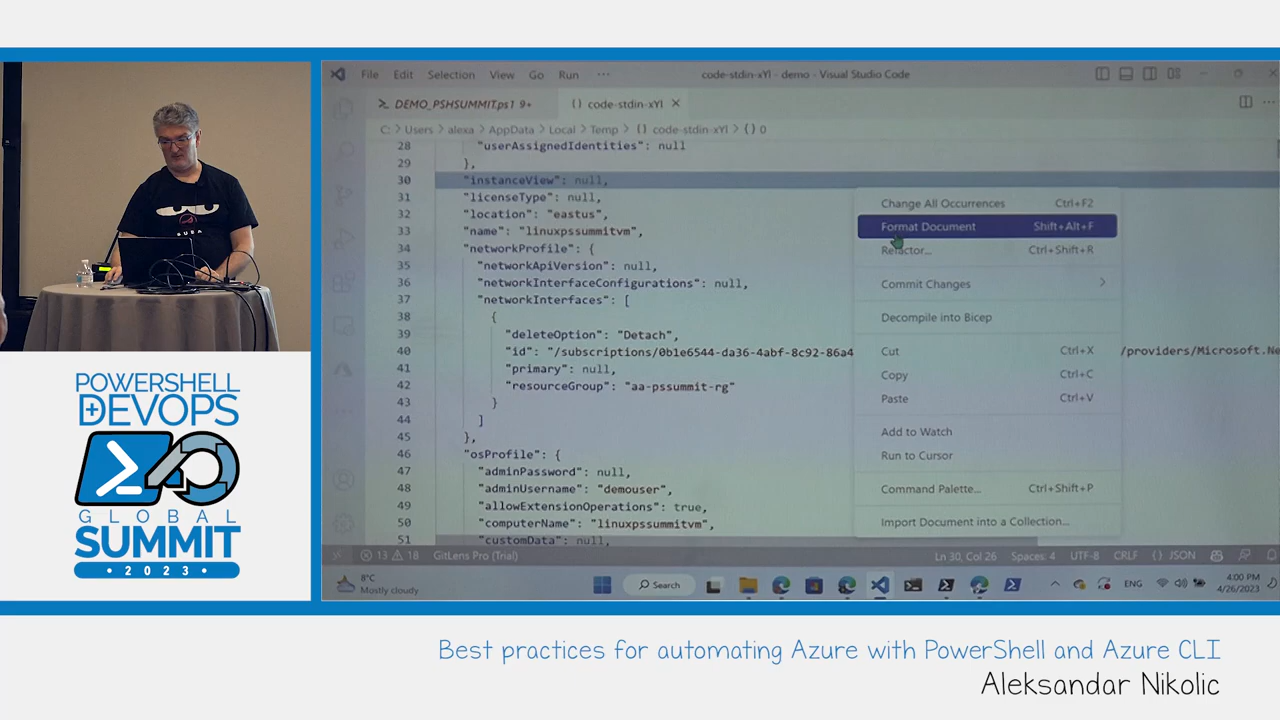 File Edit Selection View Go Run ··· code-stdin-xYl - demo - Visual Studio Code
DEMO_PSHSUMMIT.ps1 9+ {} code-stdin-xYl ×
C: > Users > alexa > AppData > Local > Temp > {} code-stdin-xYl > {} 0
28 "userAssignedIdentities": null
29 },
30 "instanceView": null,
31 "licenseType": null,
32 "location": "eastus",
33 "name": "linuxpssummitvm",
34 "networkProfile": {
35 "networkApiVersion": null,
36 "networkInterfaceConfigurations": null,
37 "networkInterfaces": [
38 {
39 "deleteOption": "Detach",
40 "id": "/subscriptions/0b1e6544-da36-4abf-8c92-86a4 /providers/Microsoft.Ne
41 "primary": null,
42 "resourceGroup": "aa-pssummit-rg"
43 }
44 ]
45 },
46 "osProfile": {
47 "adminPassword": null,
48 "adminUsername": "demouser",
49 "allowExtensionOperations": true,
50 "computerName": "linuxpssummitvm",
51 "customData": null,
Change All Occurrences Ctrl+F2
Format Document Shift+Alt+F
Refactor... Ctrl+Shift+R
Commit Changes >
Decompile into Bicep
Cut Ctrl+X
Copy Ctrl+C
Paste Ctrl+V
Add to Watch
Run to Cursor
Command Palette... Ctrl+Shift+P
Import Document into a Collection...
13 18 GitLens Pro (Trial) Ln 30, Col 26 Spaces: 4 UTF-8 CRLF {} JSON
8°C
Mostly cloudy
Search
ENG
4:00 PM
4/26/2023
POWERSHELL
+DEVOPS
GLOBAL
SUMMIT
• 2023 •
Best practices for automating Azure with PowerShell and Azure CLI
Aleksandar Nikolic